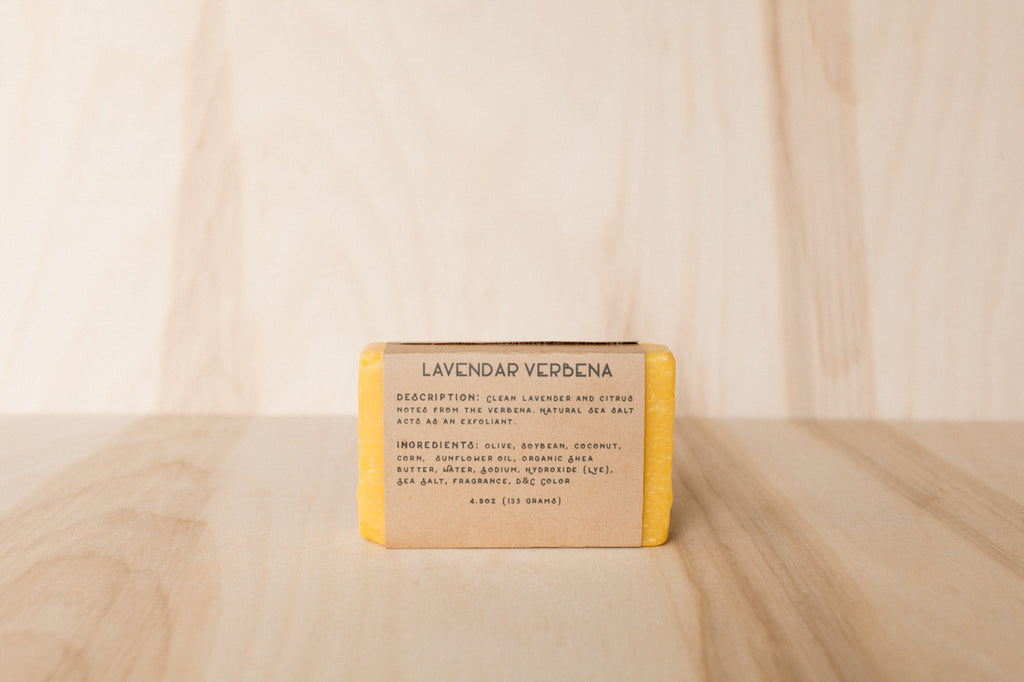 LAVENDAR VERBENA
DESCRIPTION: CLEAN LAVENDER AND CITRUS
NOTES FROM THE VERBENA. NATURAL SEA SALT
ACTS AS AN EXFOLIANT.
INGREDIENTS: OLIVE, SOYBEAN, COCONUT,
CORN, SUNFLOWER OIL, ORGANIC SHEA
BUTTER, WATER, SODIUM, HYDROXIDE (LYE),
SEA SALT, FRAGRANCE, D&C COLOR
4.8OZ (135 GRAMS)